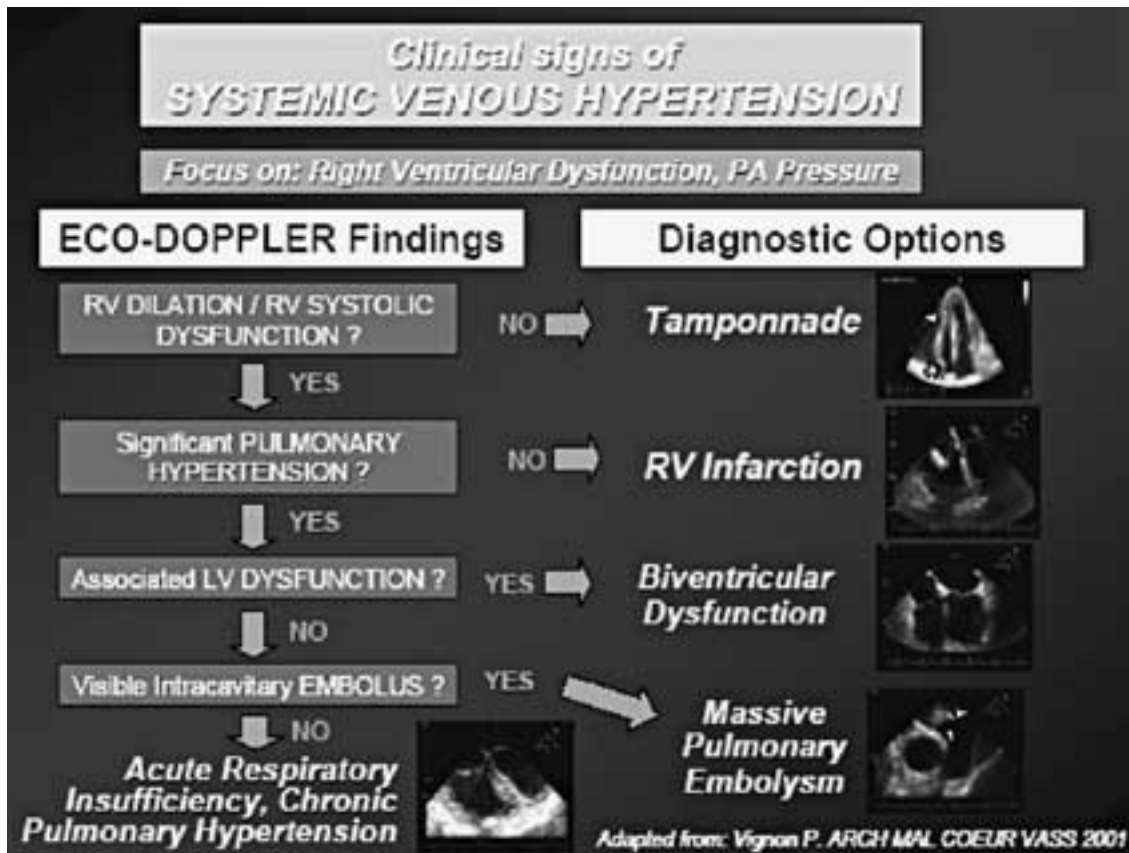 Clinical signs of
SYSTEMIC VENOUS HYPERTENSION
Focus on: Right Ventricular Dysfunction, PA Pressure
ECO-DOPPLER Findings
Diagnostic Options
RV DILATION / RV SYSTOLIC
DYSFUNCTION ?
NO
Tamponnade
YES
Significant PULMONARY
HYPERTENSION ?
NO
RV Infarction
YES
Associated LV DYSFUNCTION ?
YES
Biventricular
Dysfunction
NO
Visible Intracavitary EMBOLUS ?
YES
Massive
Pulmonary
Embolysm
NO
Acute Respiratory
Insufficiency, Chronic
Pulmonary Hypertension
Adapted from: Vignon P. ARCH MAL COEUR VASS 2001